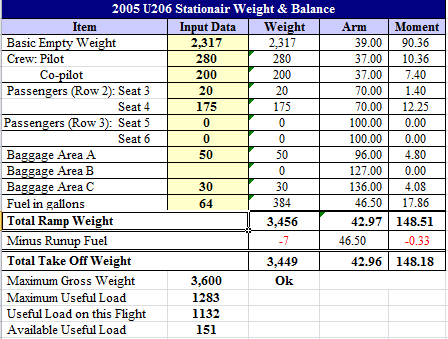 2005 U206 Stationair Weight & Balance
Item Input Data Weight Arm Moment
Basic Empty Weight 2,317 2,317 39.00 90.36
Crew: Pilot 280 280 37.00 10.36
Co-pilot 200 200 37.00 7.40
Passengers (Row 2): Seat 3 20 20 70.00 1.40
Seat 4 175 175 70.00 12.25
Passengers (Row 3): Seat 5 0 0 100.00 0.00
Seat 6 0 0 100.00 0.00
Baggage Area A 50 50 96.00 4.80
Baggage Area B 0 127.00 0.00
Baggage Area C 30 30 136.00 4.08
Fuel in gallons 64 384 46.50 17.86
Total Ramp Weight 3,456 42.97 148.51
Minus Runup Fuel -7 46.50 -0.33
Total Take Off Weight 3,449 42.96 148.18
Maximum Gross Weight 3,600 Ok
Maximum Useful Load 1283
Useful Load on this Flight 1132
Available Useful Load 151